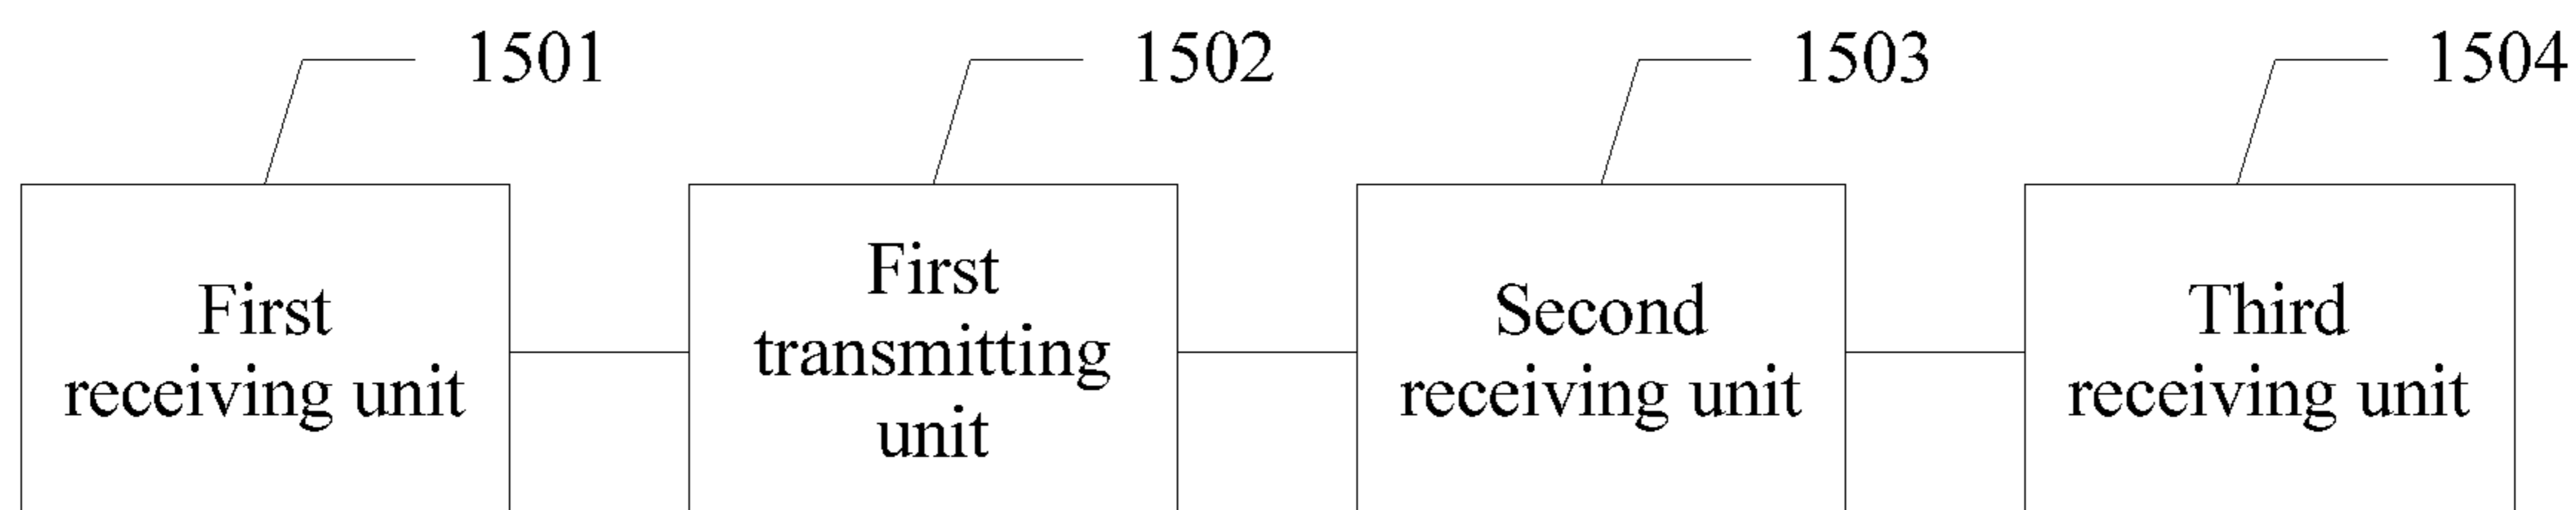 1501
1502
1503
1504
First
receiving unit
First
transmitting
unit
Second
receiving unit
Third
receiving unit